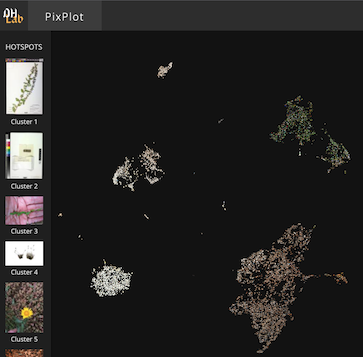 DH
Lab
PixPlot
HOTSPOTS
Cluster 1
Cluster 2
Cluster 3
Cluster 4
Cluster 5